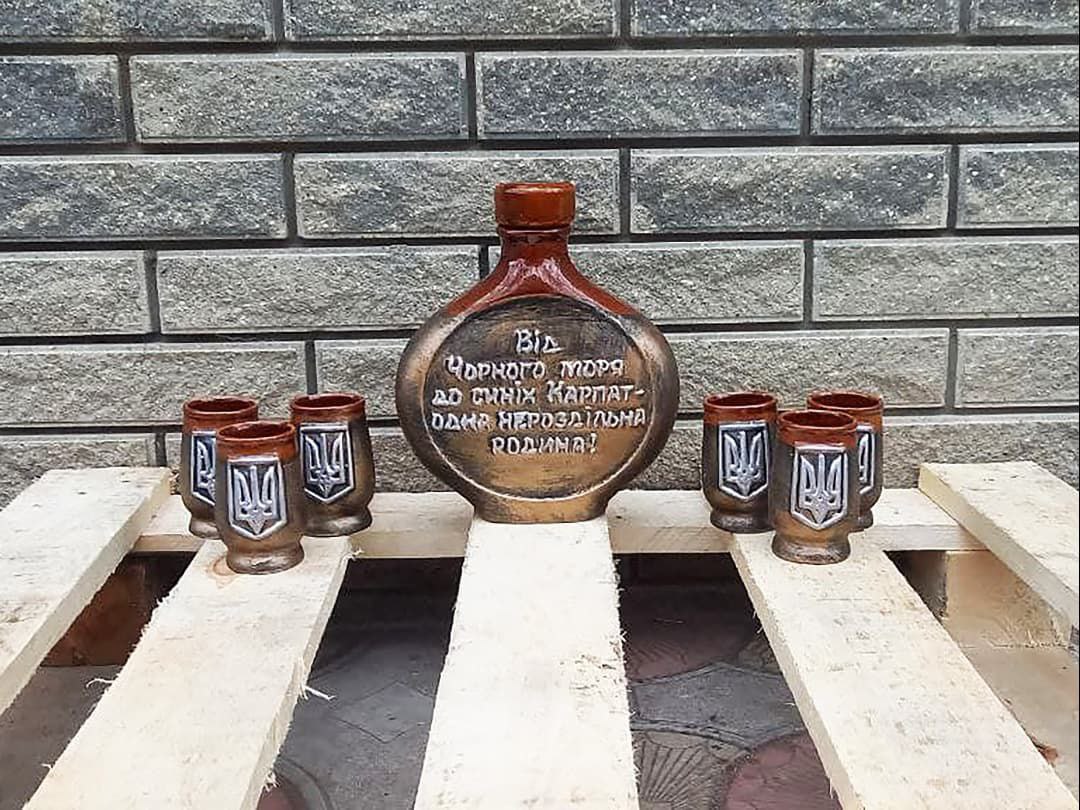 Від
Чорного моря
до синіх Карпат-
одна нероздільна
родина!